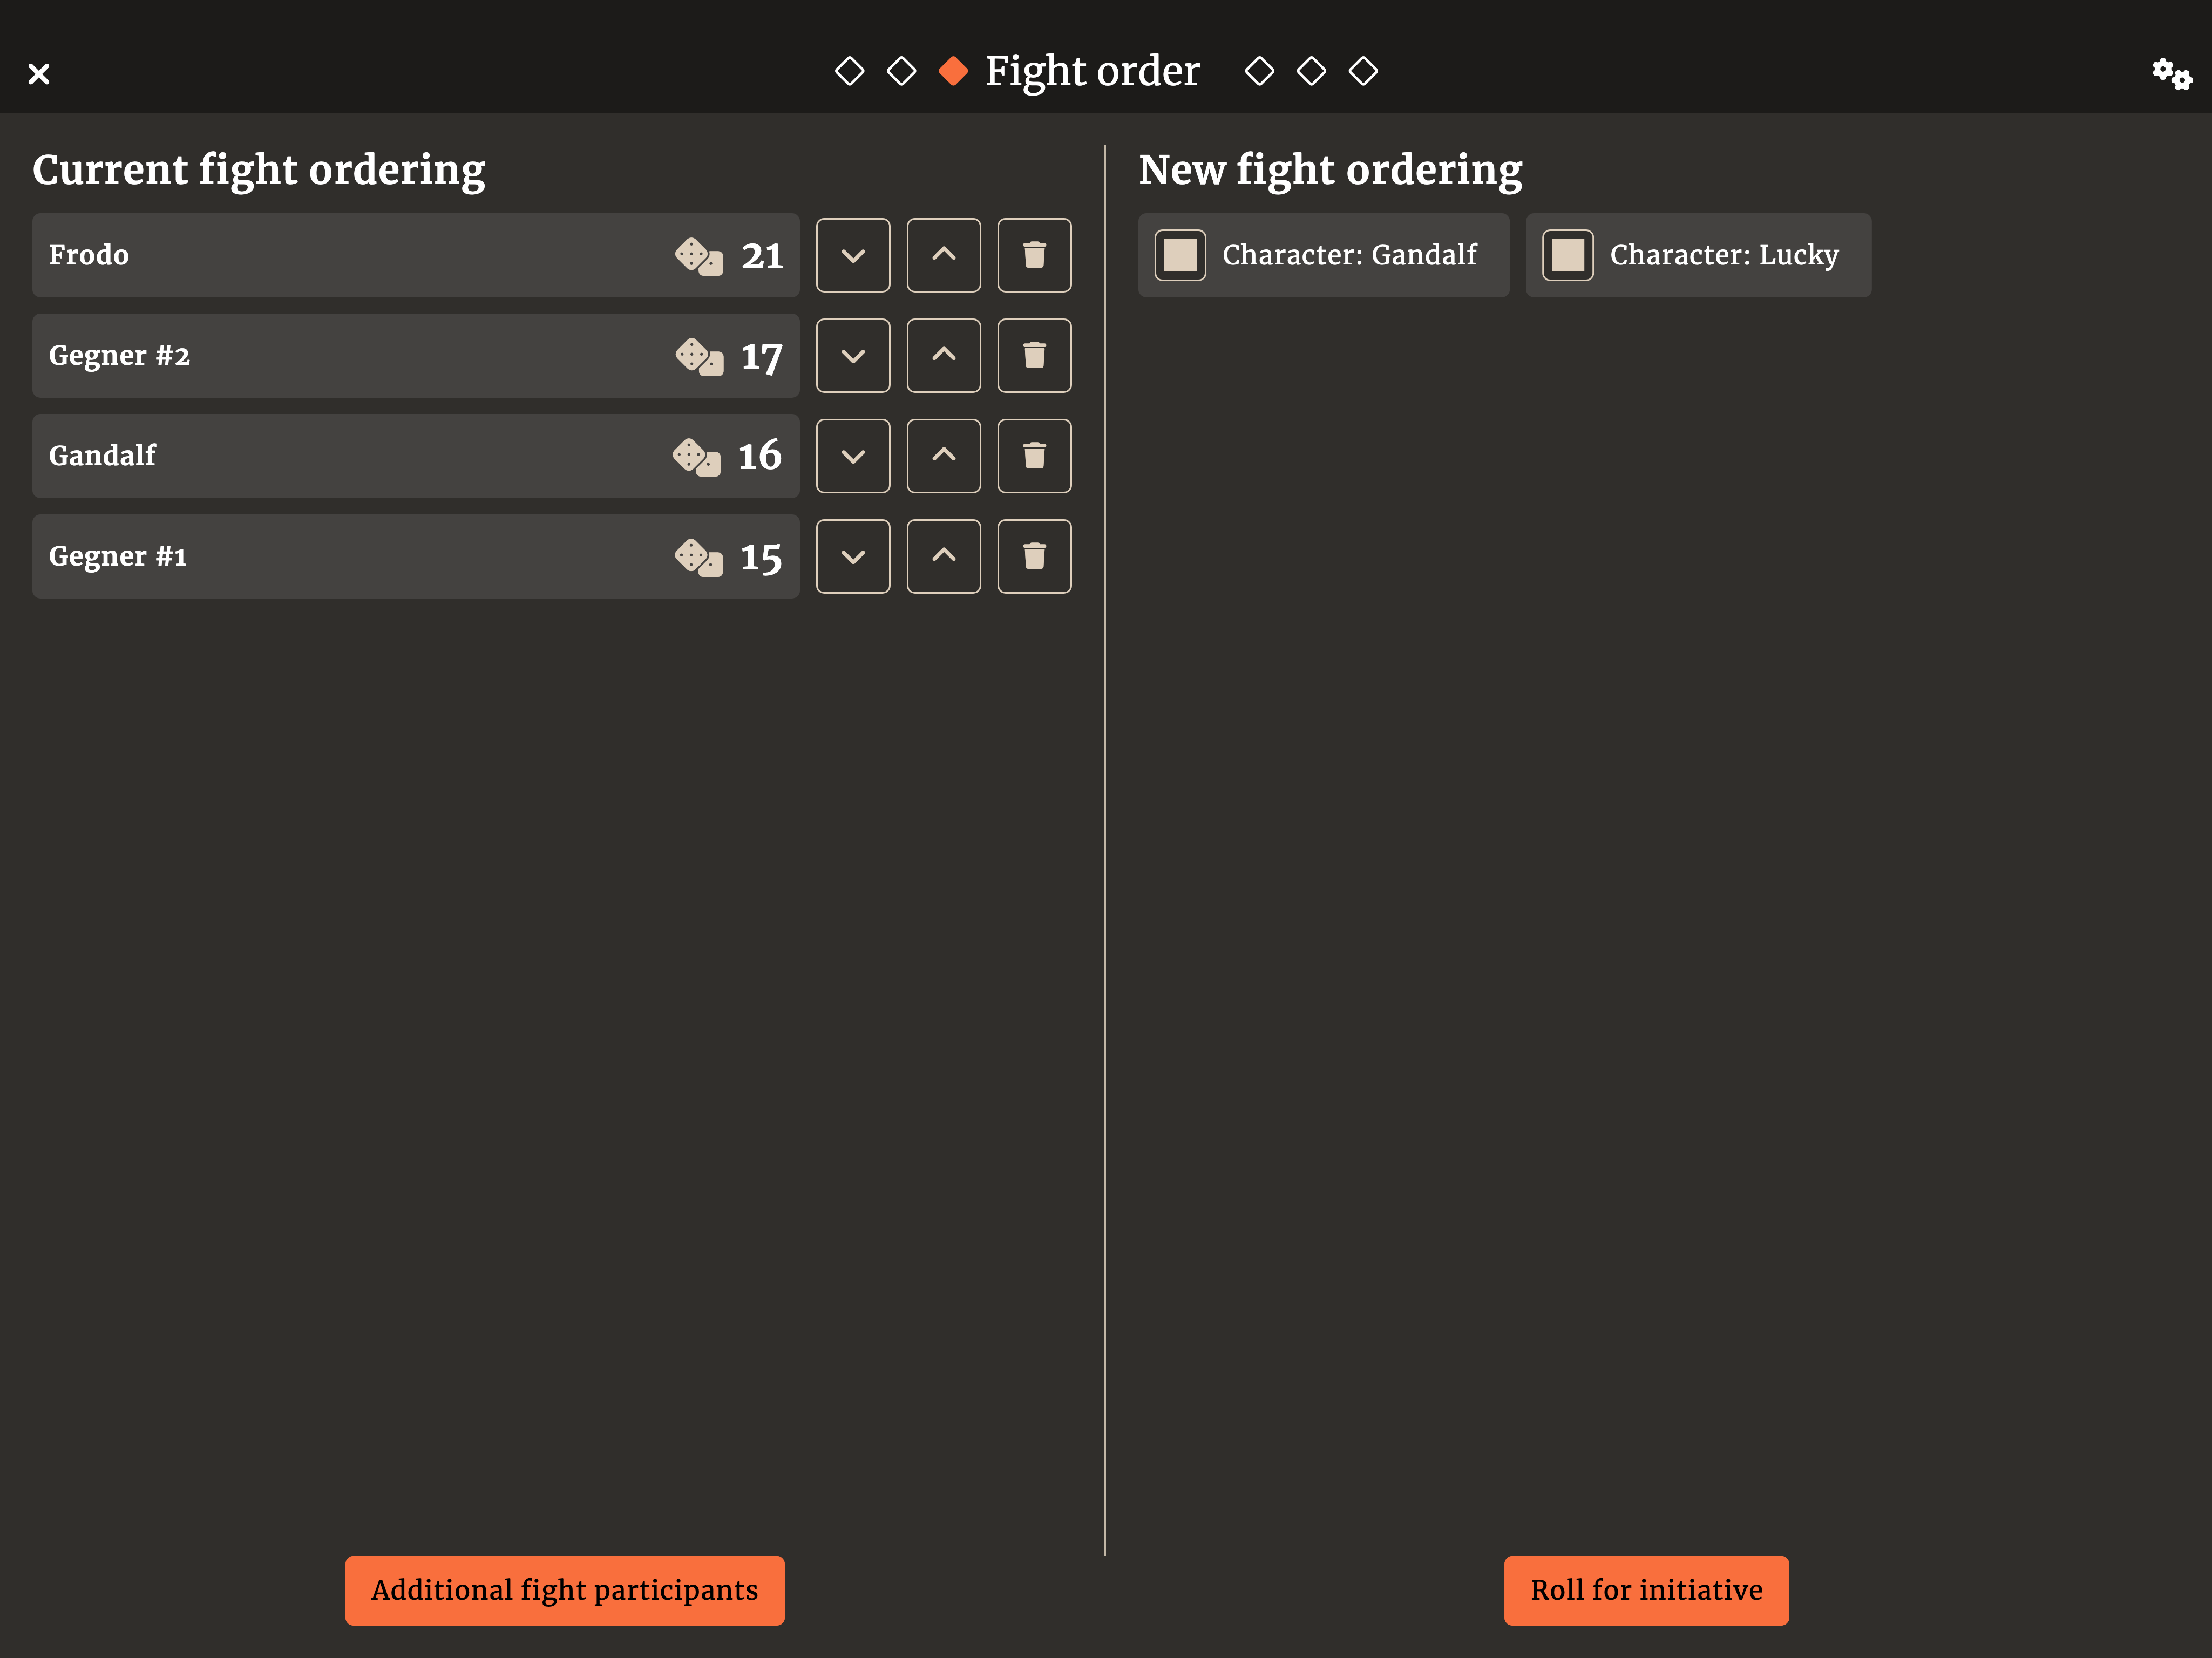 Fight order
Current fight ordering
Frodo 21
Gegner #2 17
Gandalf 16
Gegner #1 15
Additional fight participants
New fight ordering
Character: Gandalf
Character: Lucky
Roll for initiative